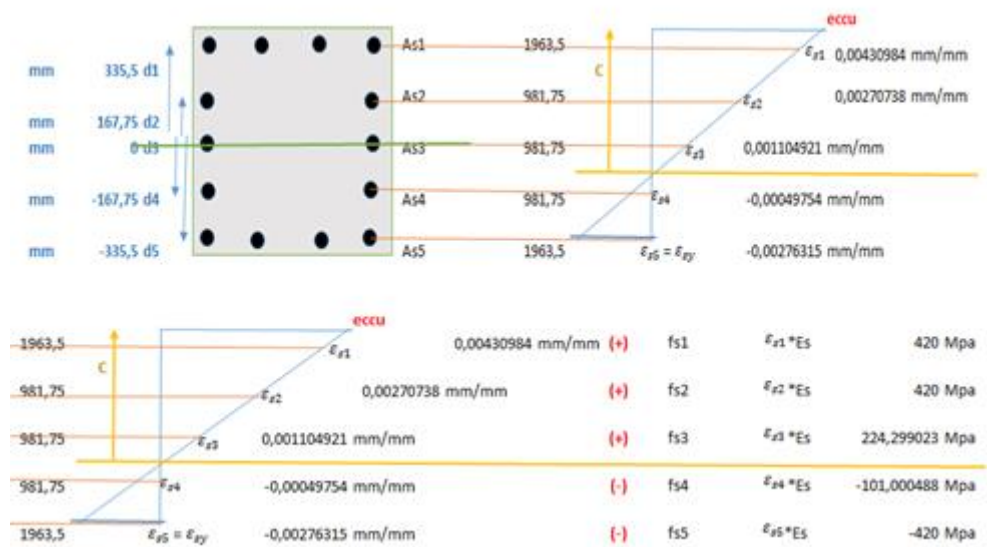 eccu
As1 1963,5 εs1 0,00430984 mm/mm
mm 335,5 d1
As2 981,75 εs2 0,00270738 mm/mm
C
mm 167,75 d2
mm 0 d3 As3 981,75 εs3 0,001104921 mm/mm
mm -167,75 d4 As4 981,75 εs4 -0,00049754 mm/mm
mm -335,5 d5 As5 1963,5 εs5 = εsy -0,00276315 mm/mm
eccu
1963,5 εs1 0,00430984 mm/mm (+) fs1 εs1*Es 420 Mpa
C
981,75 εs2 0,00270738 mm/mm (+) fs2 εs2*Es 420 Mpa
981,75 εs3 0,001104921 mm/mm (+) fs3 εs3*Es 224,299023 Mpa
981,75 εs4 -0,00049754 mm/mm (-) fs4 εs4*Es -101,000488 Mpa
1963,5 εs5 = εsy -0,00276315 mm/mm (-) fs5 εs5*Es -420 Mpa